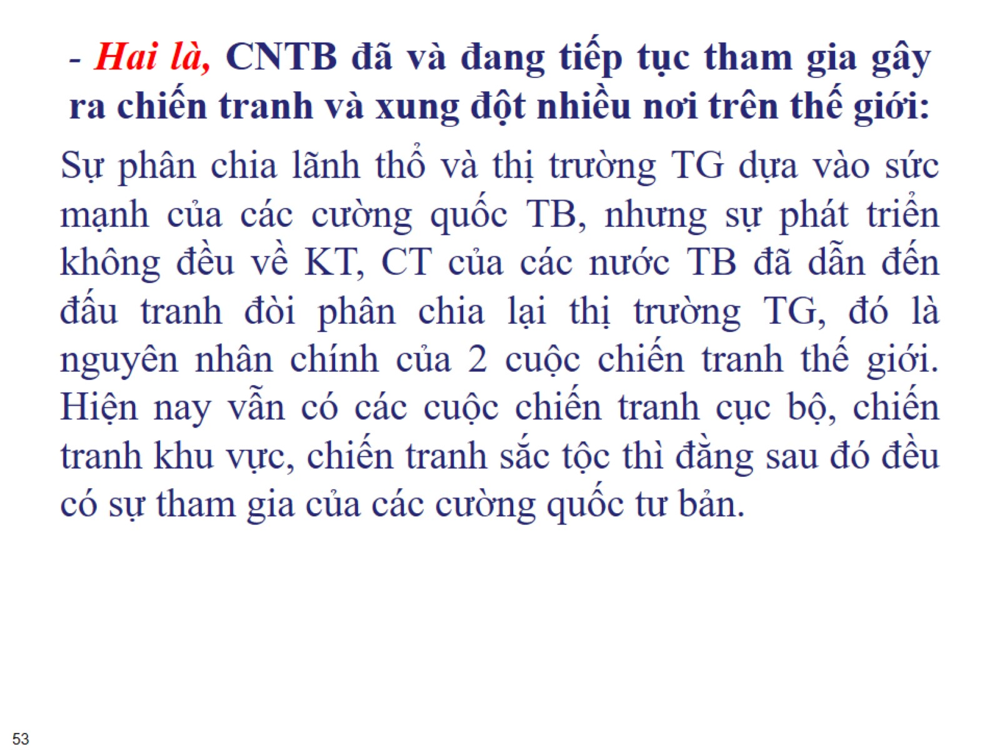 - Hai là, CNTB đã và đang tiếp tục tham gia gây
ra chiến tranh và xung đột nhiều nơi trên thế giới:
Sự phân chia lãnh thổ và thị trường TG dựa vào sức
mạnh của các cường quốc TB, nhưng sự phát triển
không đều về KT, CT của các nước TB đã dẫn đến
đấu tranh đòi phân chia lại thị trường TG, đó là
nguyên nhân chính của 2 cuộc chiến tranh thế giới.
Hiện nay vẫn có các cuộc chiến tranh cục bộ, chiến
tranh khu vực, chiến tranh sắc tộc thì đằng sau đó đều
có sự tham gia của các cường quốc tư bản.
53